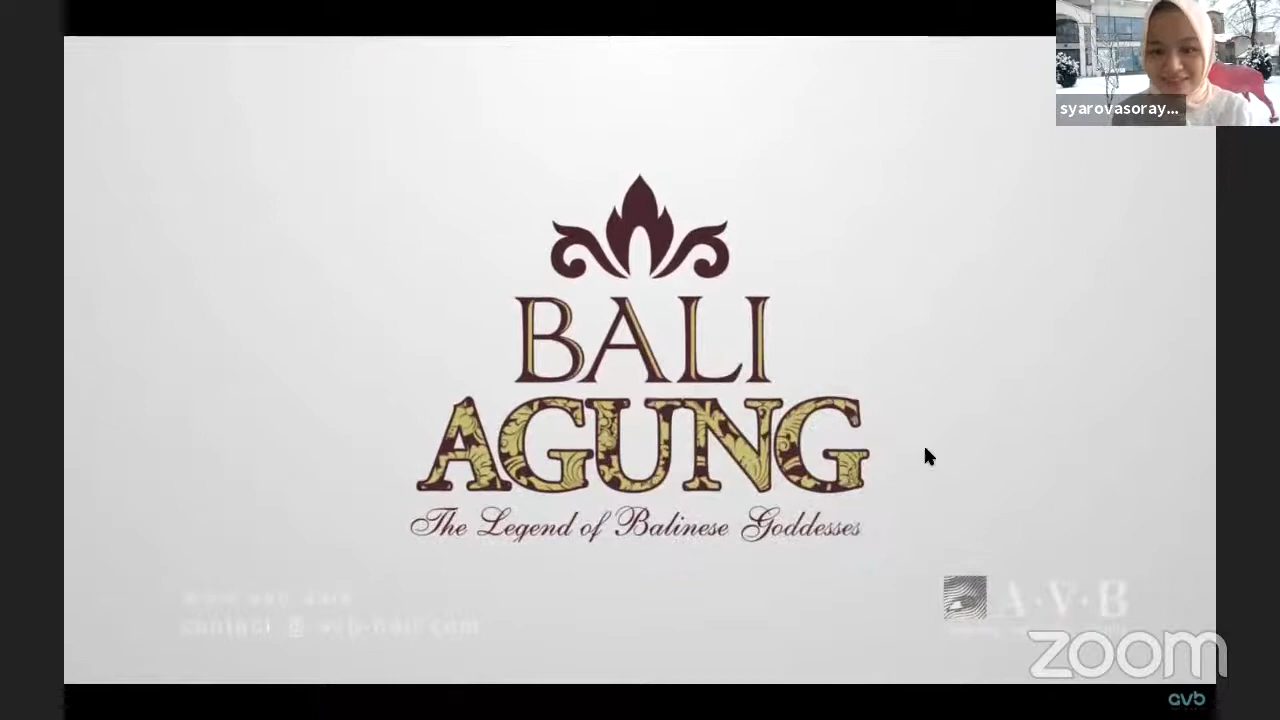 syarovasoray...
BALI
AGUNG
The Legend of Balinese Goddesses
A·V·B
zoom
avb